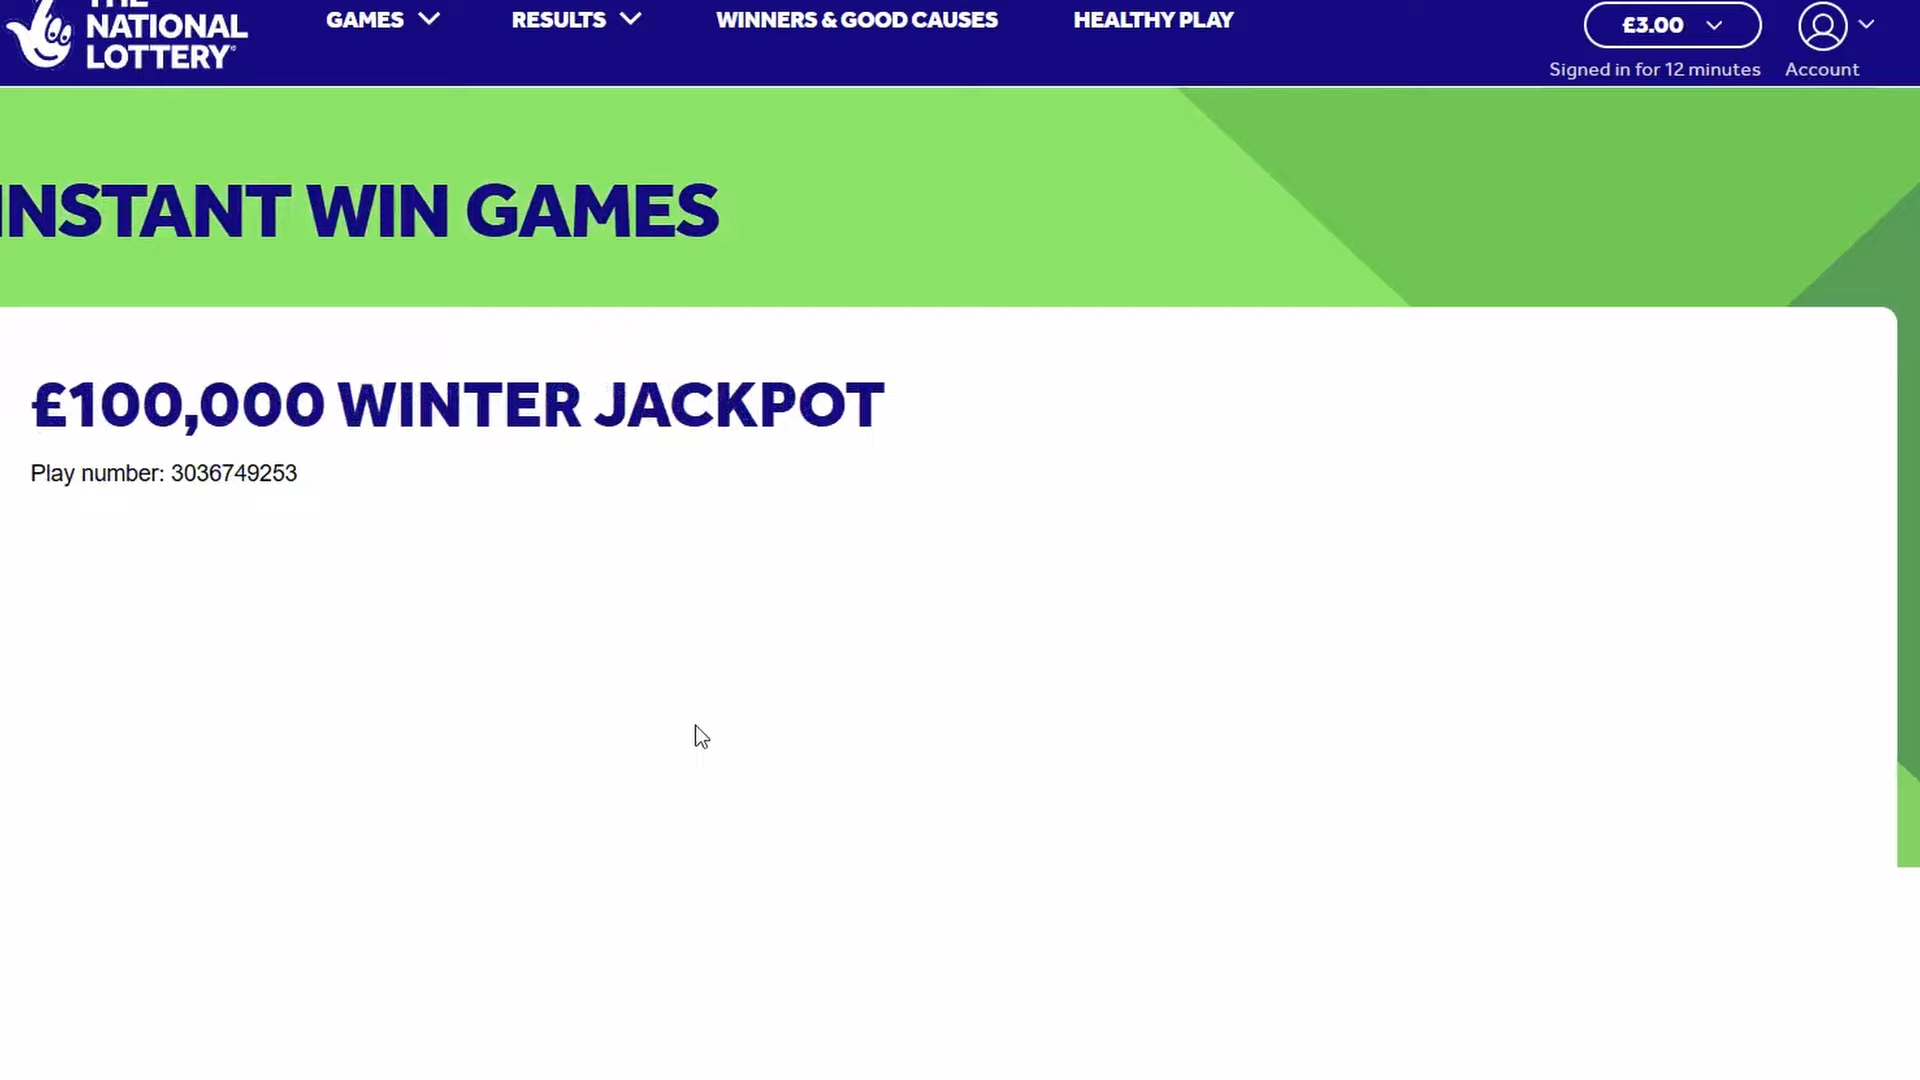 THE
NATIONAL
LOTTERY
GAMES
RESULTS
WINNERS & GOOD CAUSES
HEALTHY PLAY
£3.00
Signed in for 12 minutes
Account
INSTANT WIN GAMES
£100,000 WINTER JACKPOT
Play number: 3036749253